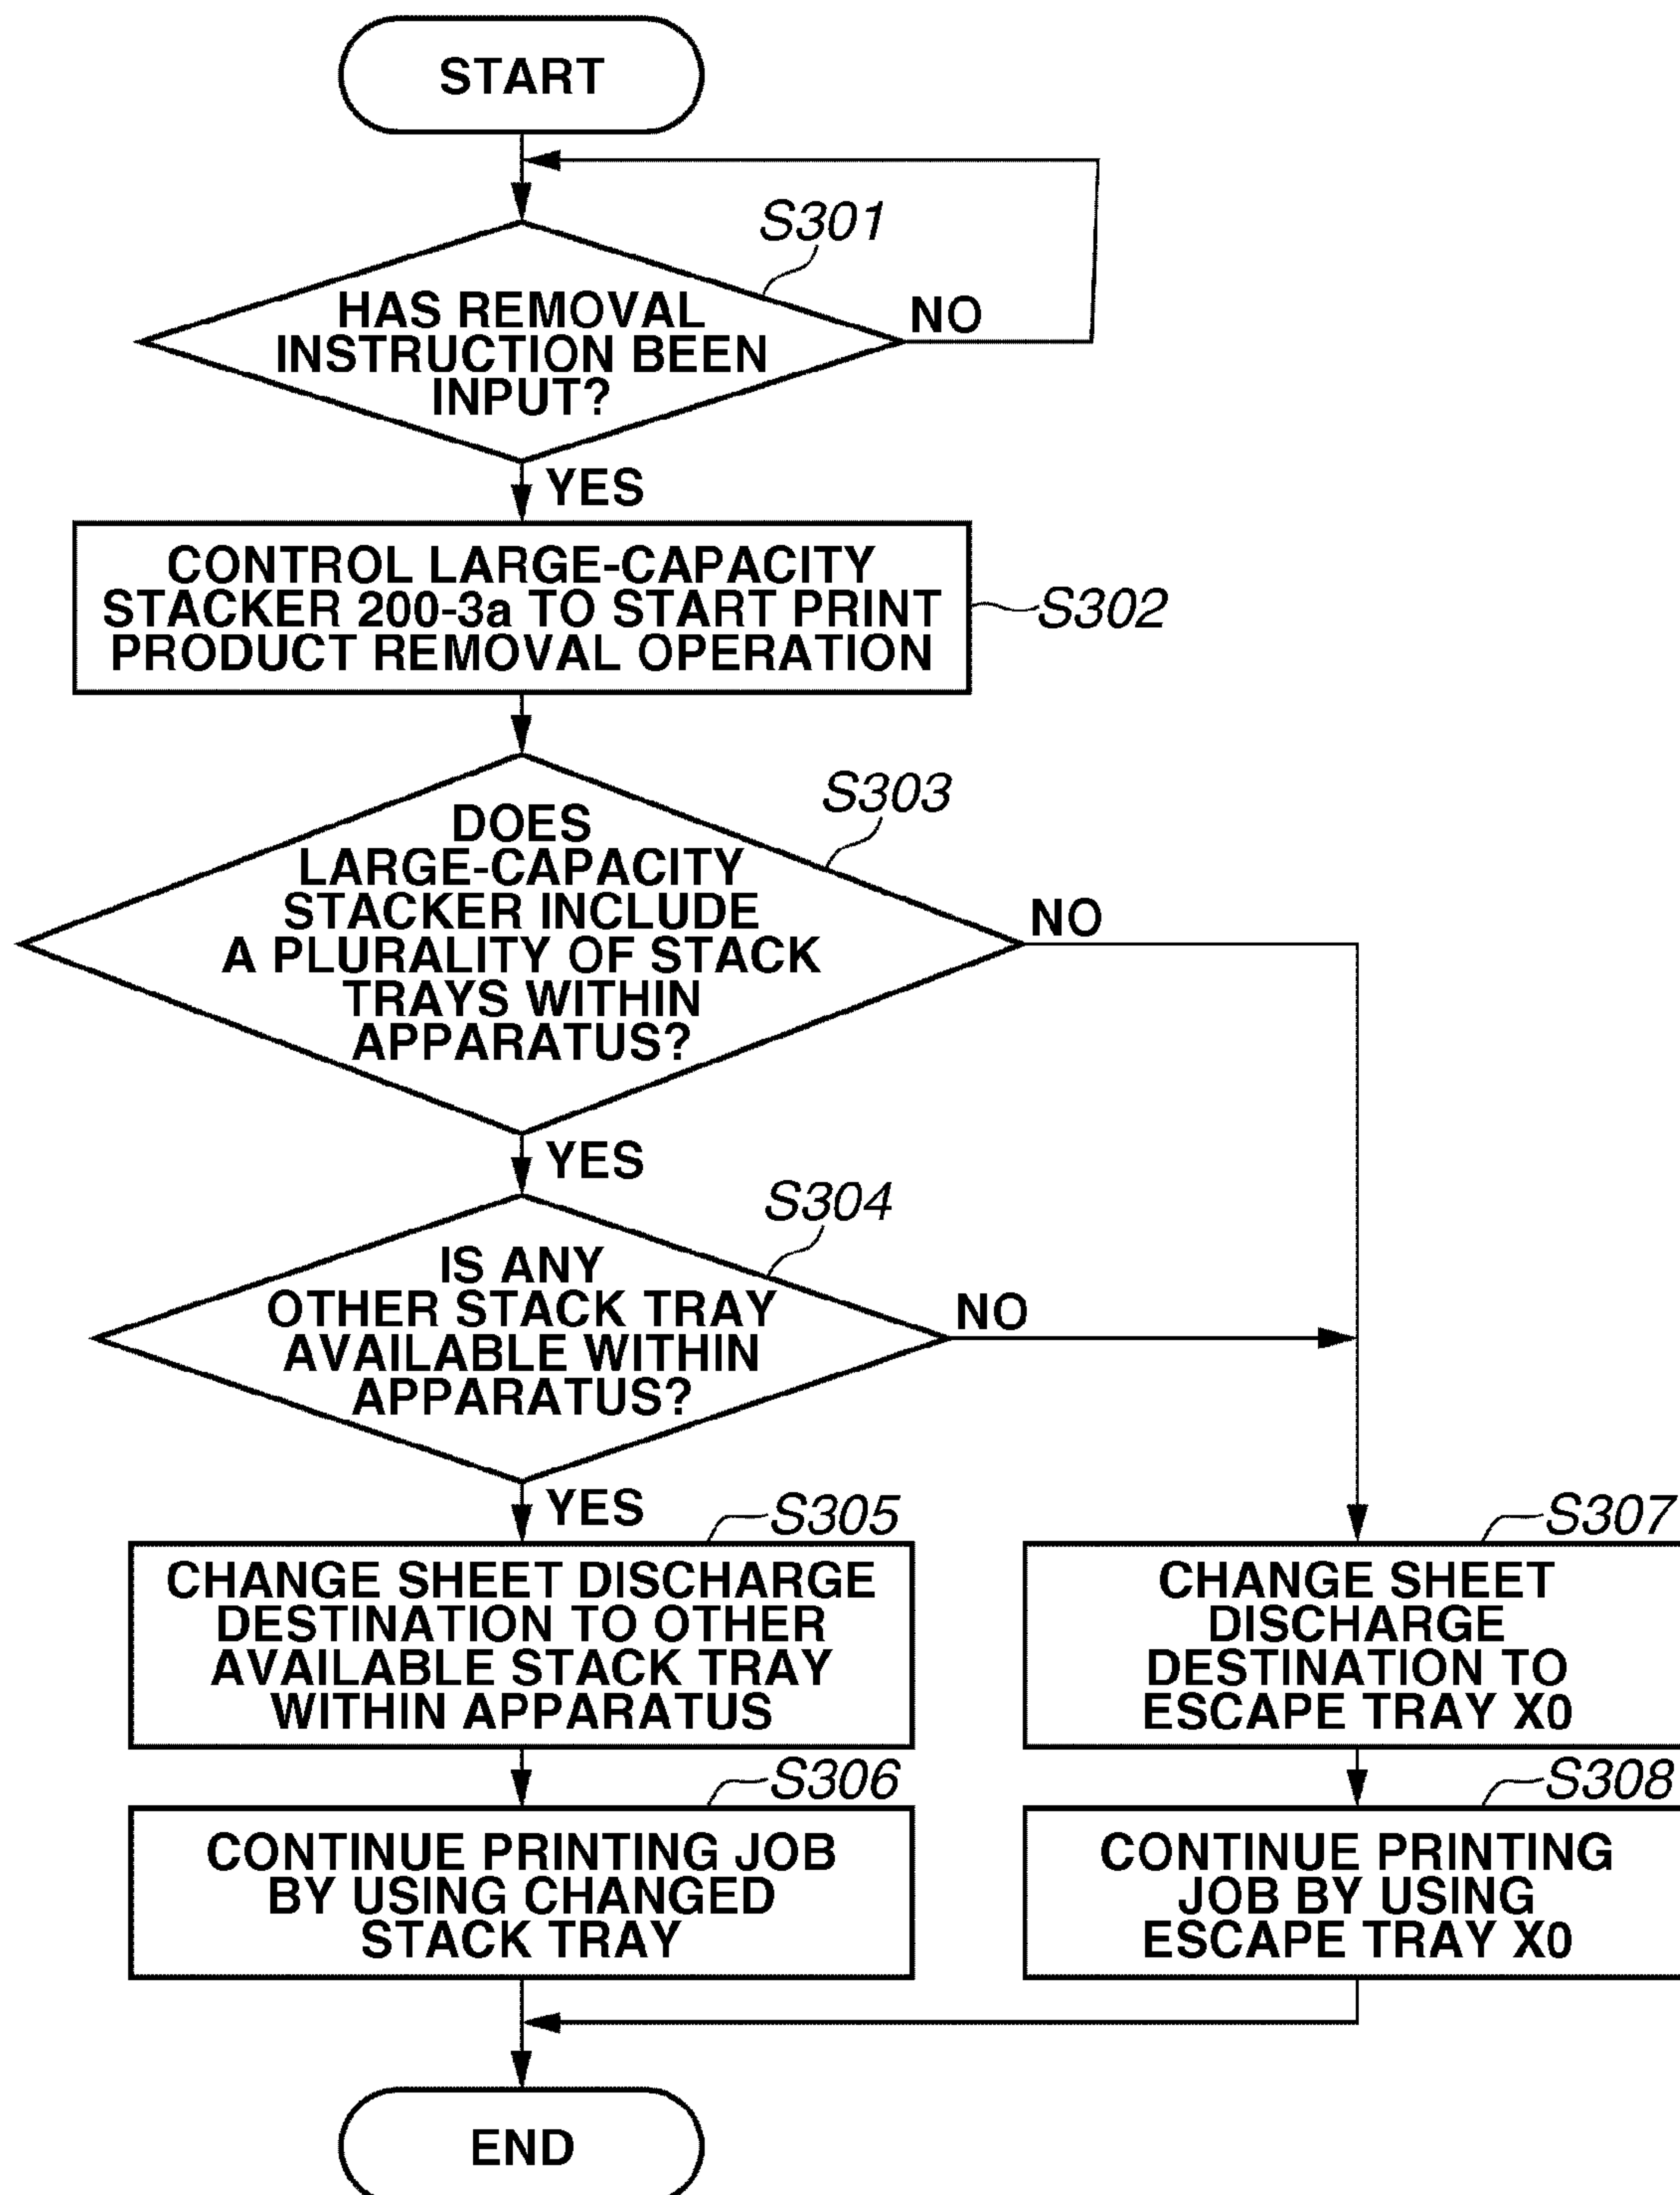 START
S301
HAS REMOVAL
INSTRUCTION BEEN
INPUT?
NO
YES
CONTROL LARGE-CAPACITY
STACKER 200-3a TO START PRINT
PRODUCT REMOVAL OPERATION
S302
S303
DOES
LARGE-CAPACITY
STACKER INCLUDE
A PLURALITY OF STACK
TRAYS WITHIN
APPARATUS?
NO
YES
S304
IS ANY
OTHER STACK TRAY
AVAILABLE WITHIN
APPARATUS?
NO
YES
S305
CHANGE SHEET DISCHARGE
DESTINATION TO OTHER
AVAILABLE STACK TRAY
WITHIN APPARATUS
S307
CHANGE SHEET
DISCHARGE
DESTINATION TO
ESCAPE TRAY X0
S306
CONTINUE PRINTING JOB
BY USING CHANGED
STACK TRAY
S308
CONTINUE PRINTING
JOB BY USING
ESCAPE TRAY X0
END